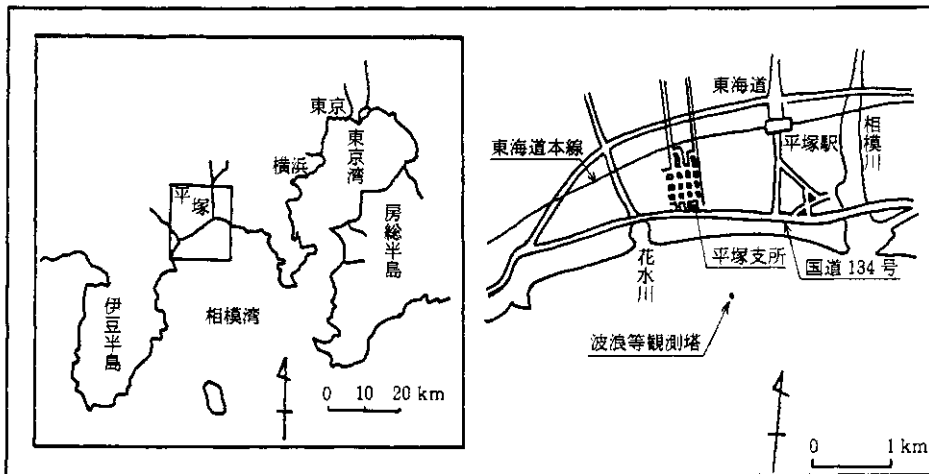 東京
東京湾
横浜
平塚
房総半島
伊豆半島
相模湾
0 10 20 km
東海道
東海道本線
平塚駅
相模川
平塚支所
国道 134 号
花水川
波浪等観測塔
0 1 km